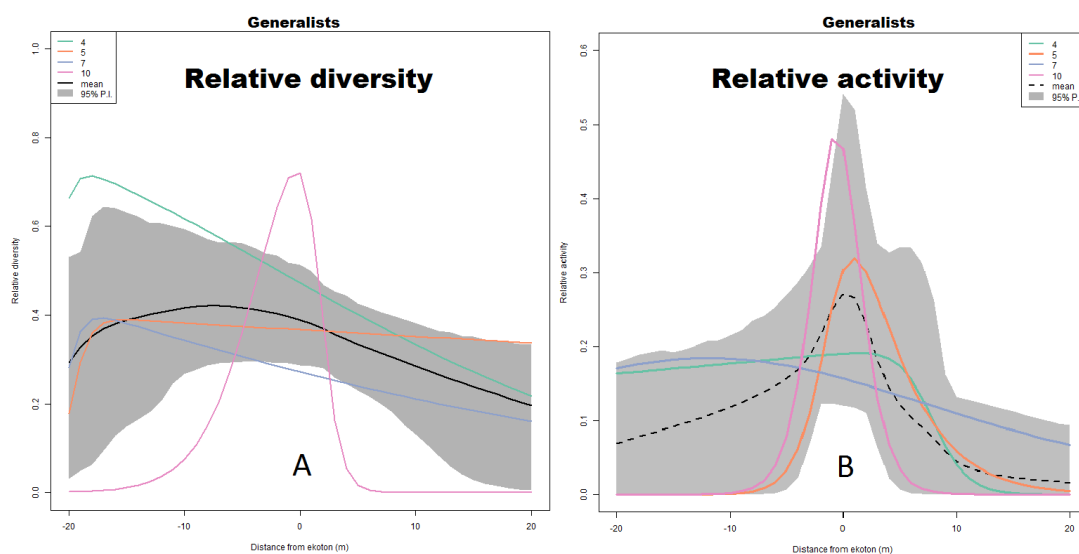 Generalists
Relative diversity
4
5
7
10
mean
95% P.I.
1.0
0.8
0.6
0.4
0.2
0.0
Relative diversity
A
-20
-10
0
10
20
Distance from ekoton (m)
Generalists
Relative activity
4
5
7
10
mean
95% P.I
0.6
0.5
0.4
0.3
0.2
0.1
0.0
Relative activity
B
-20
-10
0
10
20
Distance from ekoton (m)